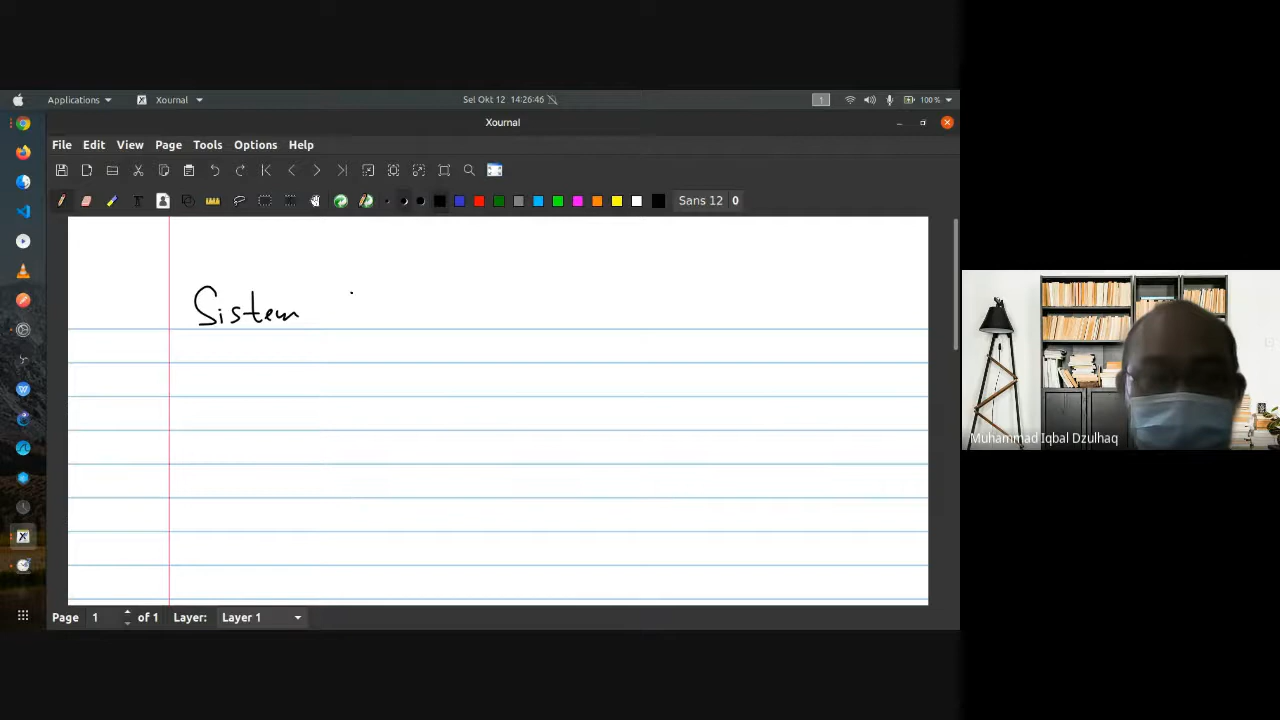 Applications Xournal Sel Okt 12 14:26:46 1 100%
Xournal
File Edit View Page Tools Options Help
Sans 12 0
Sistem
Muhammad Iqbal Dzulhaq
Page 1 of 1 Layer: Layer 1